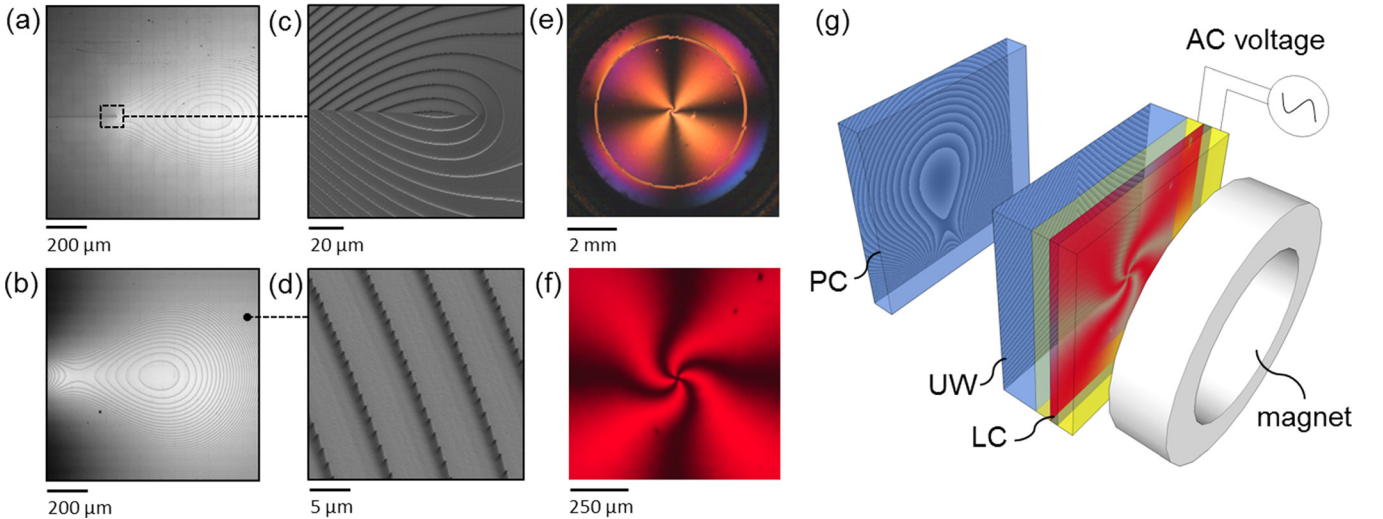 (a)
200 µm
(c)
20 µm
(e)
2 mm
(b)
200 µm
(d)
5 µm
(f)
250 µm
(g)
AC voltage
PC
UW
LC
magnet